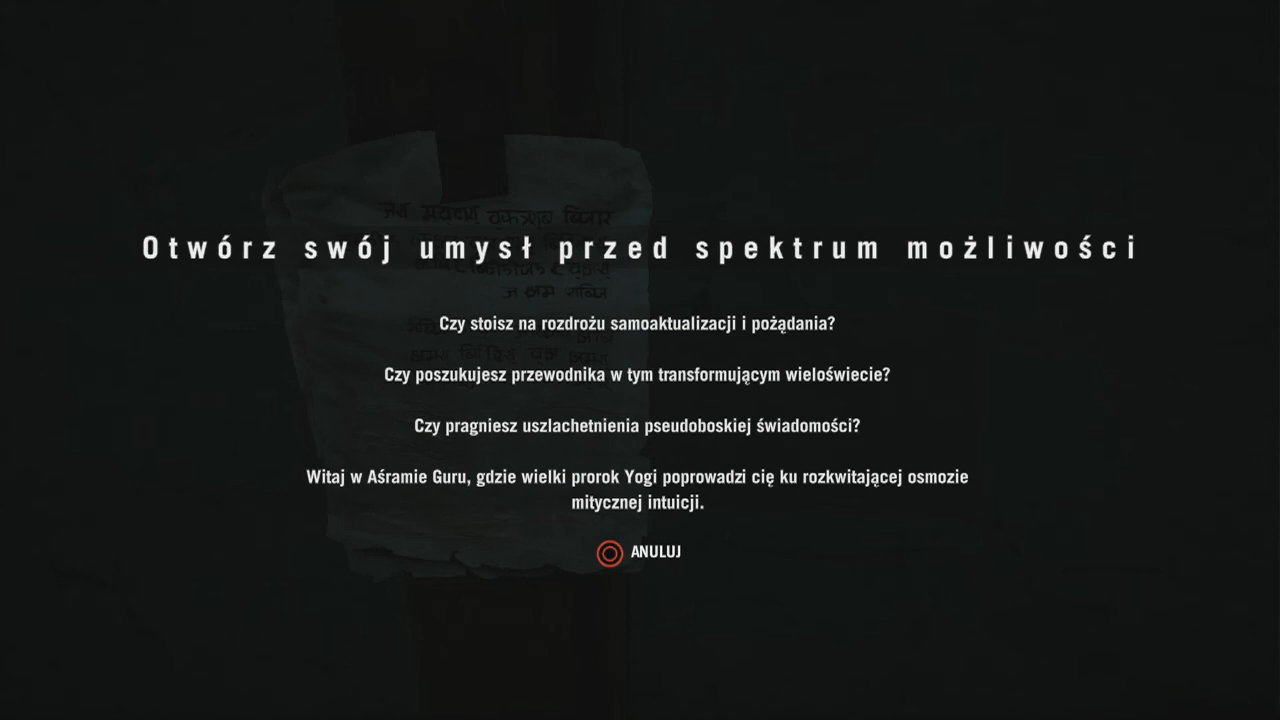 Otwórz swój umysł przed spektrum możliwości
Czy stoisz na rozdrożu samoaktualizacji i pożądania?
Czy poszukujesz przewodnika w tym transformującym wieloświecie?
Czy pragniesz uszlachetnienia pseudoboskiej świadomości?
Witaj w Aśramie Guru, gdzie wielki prorok Yogi poprowadzi cię ku rozkwitającej osmozie
mitycznej intuicji.
ANULUJ